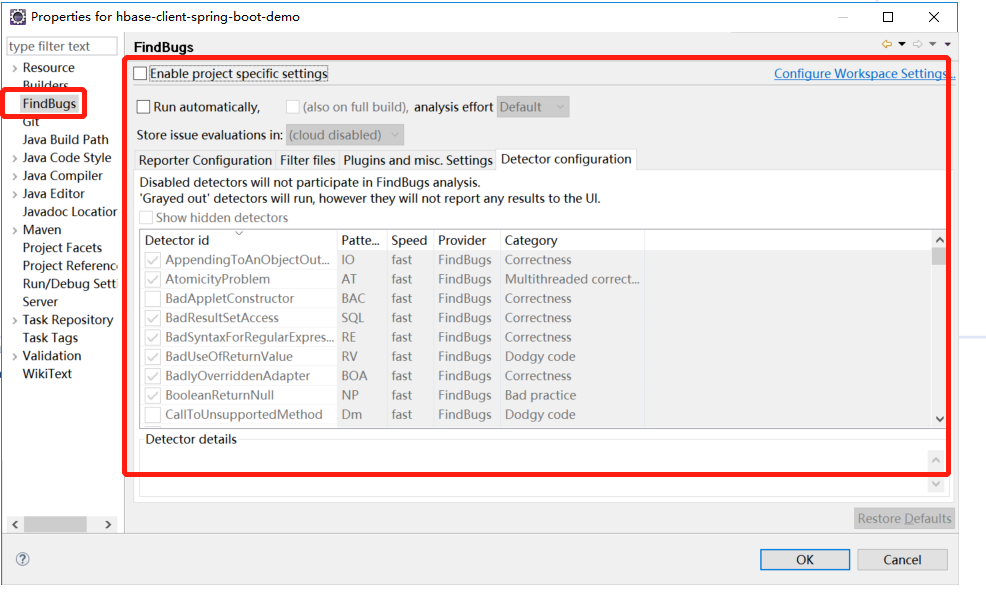 Properties for hbase-client-spring-boot-demo
type filter text
Resource
Builders
FindBugs
Git
Java Build Path
Java Code Style
Java Compiler
Java Editor
Javadoc Location
Maven
Project Facets
Project Referenc
Run/Debug Setti
Server
Task Repository
Task Tags
Validation
WikiText
FindBugs
Enable project specific settings
Configure Workspace Settings...
Run automatically, (also on full build), analysis effort Default
Store issue evaluations in: (cloud disabled)
Reporter Configuration Filter files Plugins and misc. Settings Detector configuration
Disabled detectors will not participate in FindBugs analysis.
'Grayed out' detectors will run, however they will not report any results to the UI.
Show hidden detectors
Detector id Patte... Speed Provider Category
AppendingToAnObjectOut... IO fast FindBugs Correctness
AtomicityProblem AT fast FindBugs Multithreaded correct...
BadAppletConstructor BAC fast FindBugs Correctness
BadResultSetAccess SQL fast FindBugs Correctness
BadSyntaxForRegularExpres... RE fast FindBugs Correctness
BadUseOfReturnValue RV fast FindBugs Dodgy code
BadlyOverriddenAdapter BOA fast FindBugs Correctness
BooleanReturnNull NP fast FindBugs Bad practice
CallToUnsupportedMethod Dm fast FindBugs Dodgy code
Detector details
Restore Defaults
OK Cancel